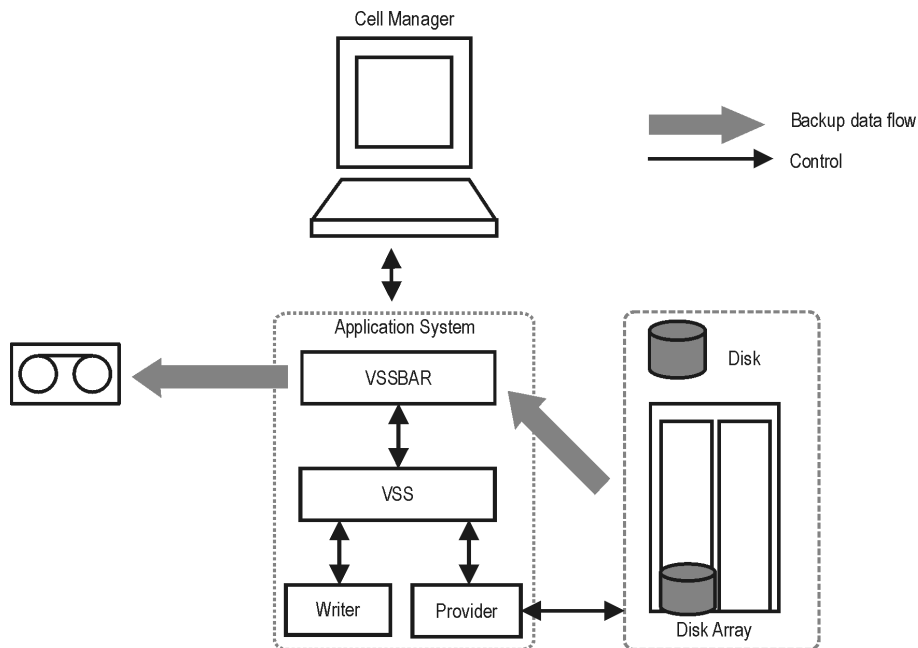 Cell Manager
Backup data flow
Control
Application System
VSSBAR
Disk
VSS
Writer
Provider
Disk Array